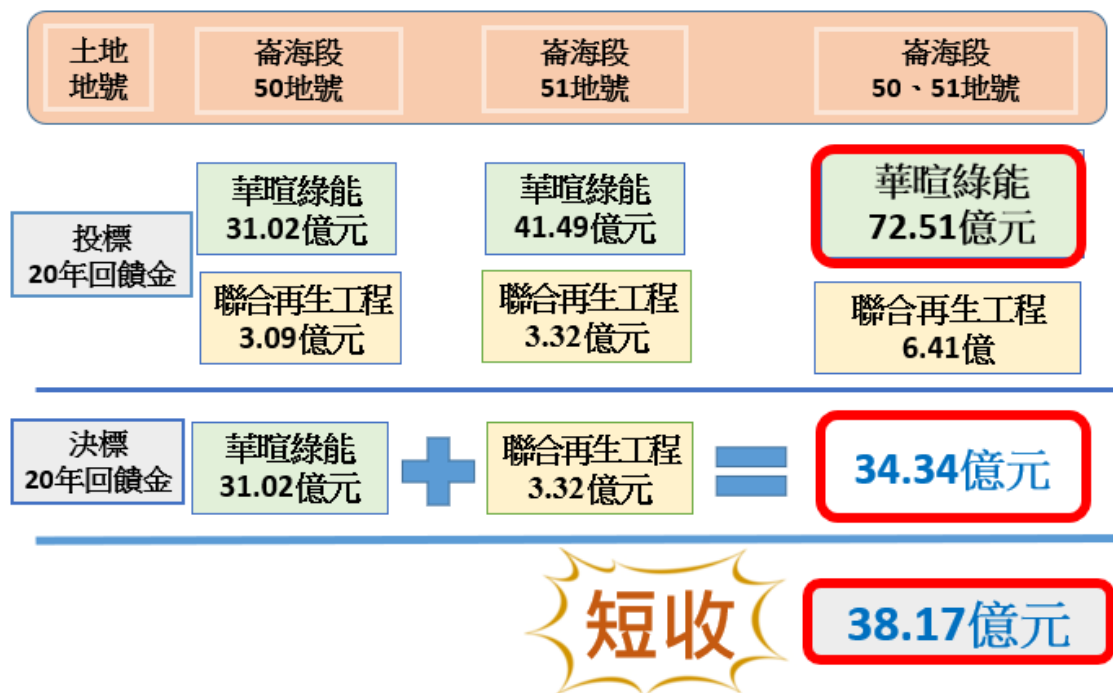 土地
地號
崙海段
50地號
崙海段
51地號
崙海段
50、51地號
投標
20年回饋金
華暄綠能
31.02億元
華暄綠能
41.49億元
華暄綠能
72.51億元
聯合再生工程
3.09億元
聯合再生工程
3.32億元
聯合再生工程
6.41億
決標
20年回饋金
華暄綠能
31.02億元
聯合再生工程
3.32億元
34.34億元
短收
38.17億元